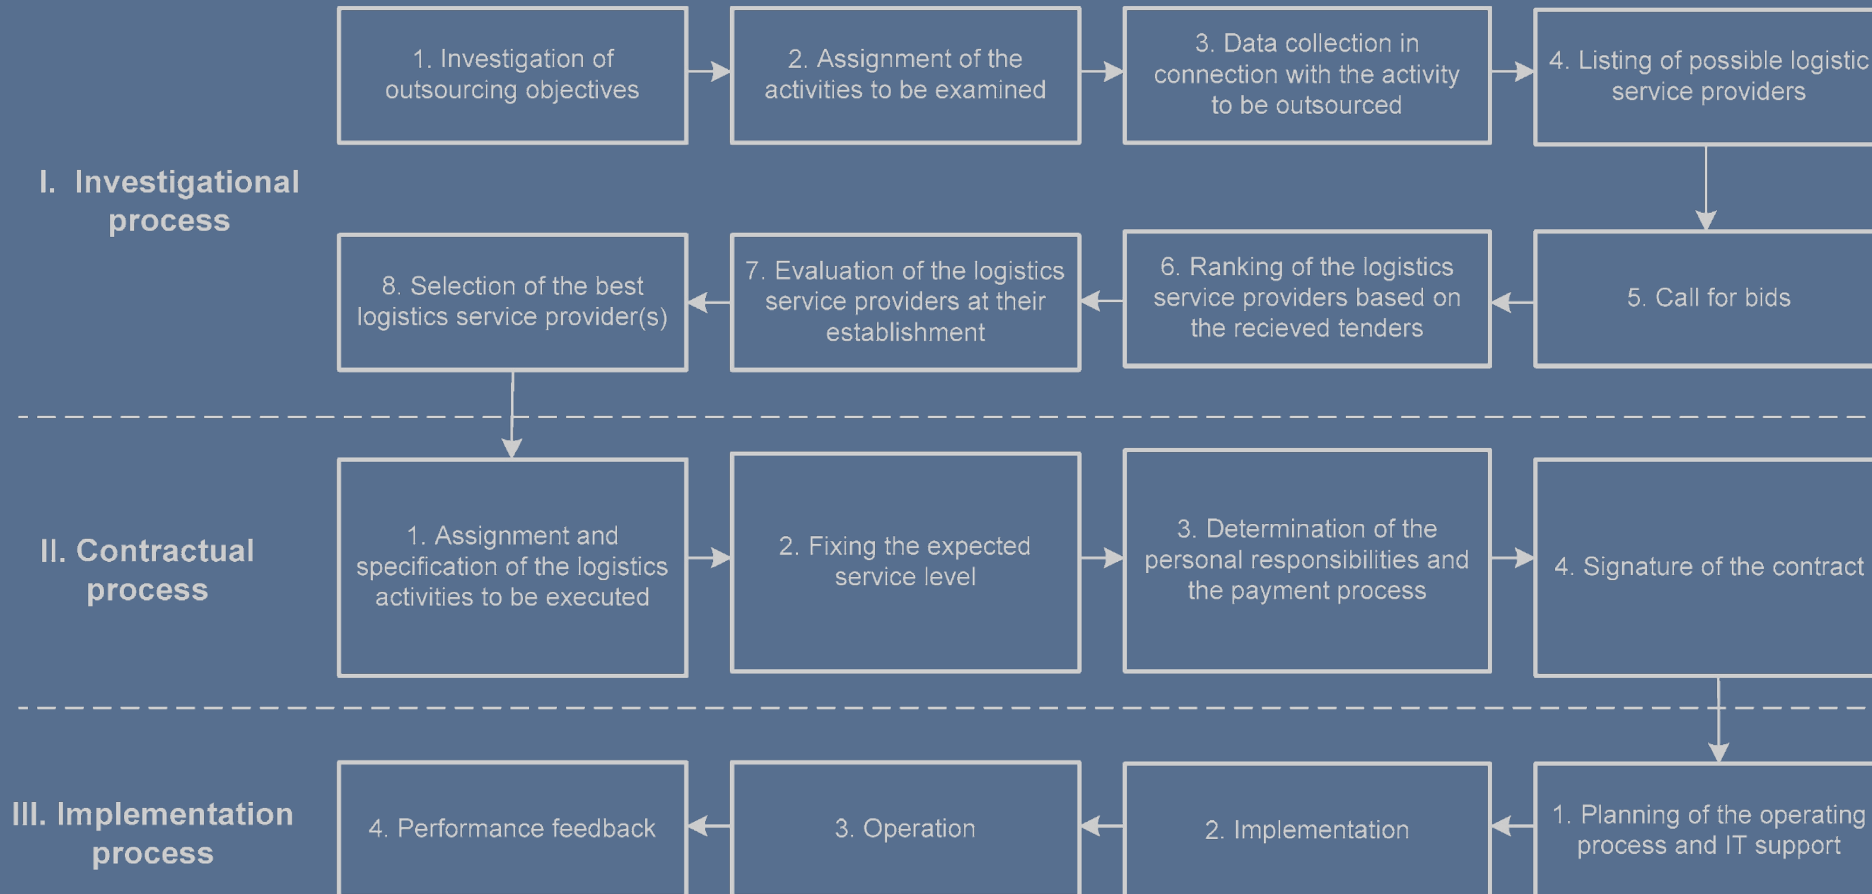 1. Investigation of
outsourcing objectives
2. Assignment of the
activities to be examined
3. Data collection in
connection with the activity
to be outsourced
4. Listing of possible logistic
service providers
I. Investigational
process
8. Selection of the best
logistics service provider(s)
7. Evaluation of the logistics
service providers at their
establishment
6. Ranking of the logistics
service providers based on
the recieved tenders
5. Call for bids
II. Contractual
process
1. Assignment and
specification of the logistics
activities to be executed
2. Fixing the expected
service level
3. Determination of the
personal responsibilities and
the payment process
4. Signature of the contract
III. Implementation
process
4. Performance feedback
3. Operation
2. Implementation
1. Planning of the operating
process and IT support